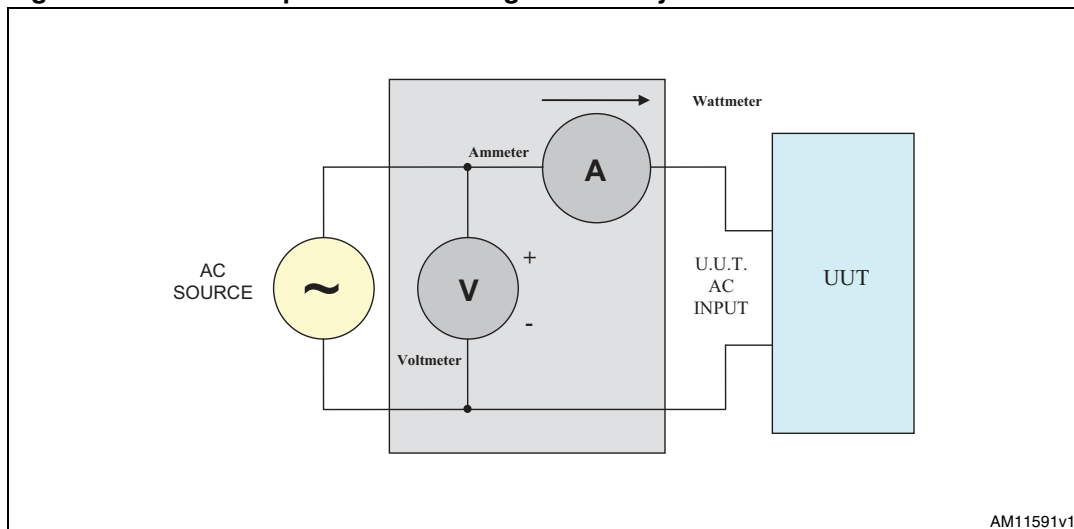 Wattmeter
Ammeter
A
AC
SOURCE
~
V
+
-
U.U.T.
AC
INPUT
UUT
Voltmeter
AM11591v1